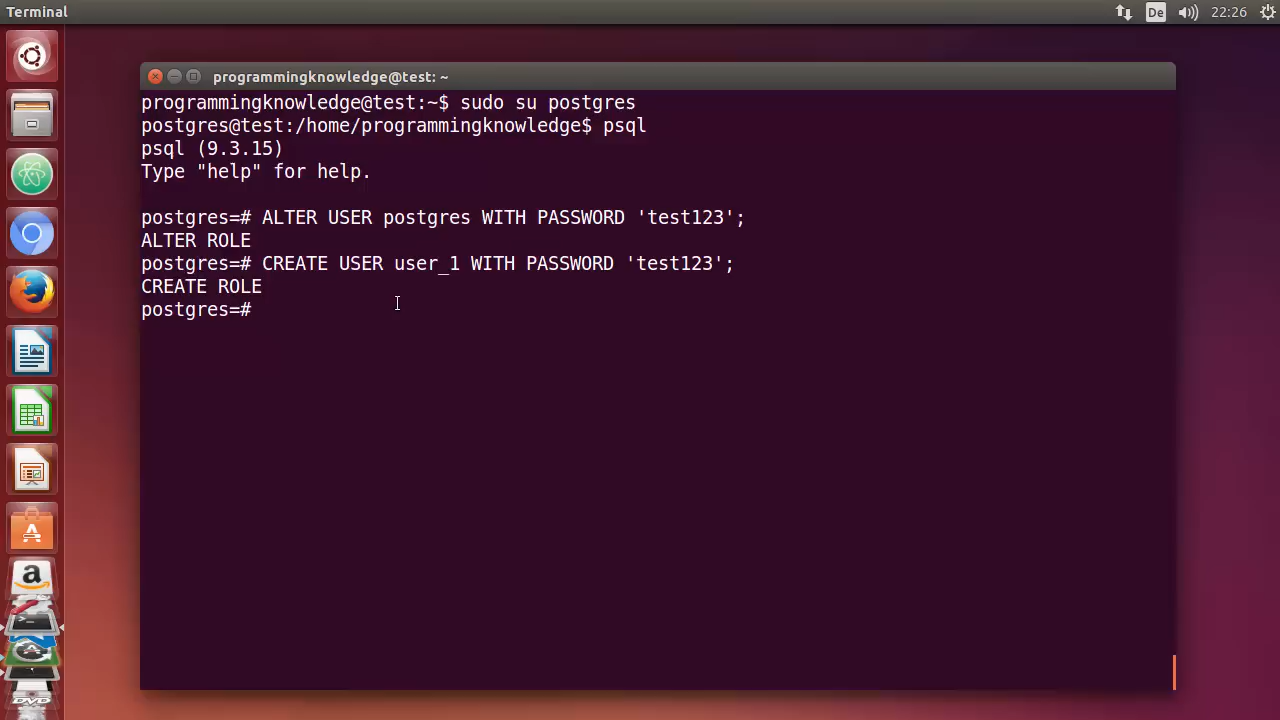 Terminal
De
22:26
programmingknowledge@test: ~
programmingknowledge@test:~$ sudo su postgres
postgres@test:/home/programmingknowledge$ psql
psql (9.3.15)
Type "help" for help.
postgres=# ALTER USER postgres WITH PASSWORD 'test123';
ALTER ROLE
postgres=# CREATE USER user_1 WITH PASSWORD 'test123';
CREATE ROLE
postgres=#
A
a
>_
DVD